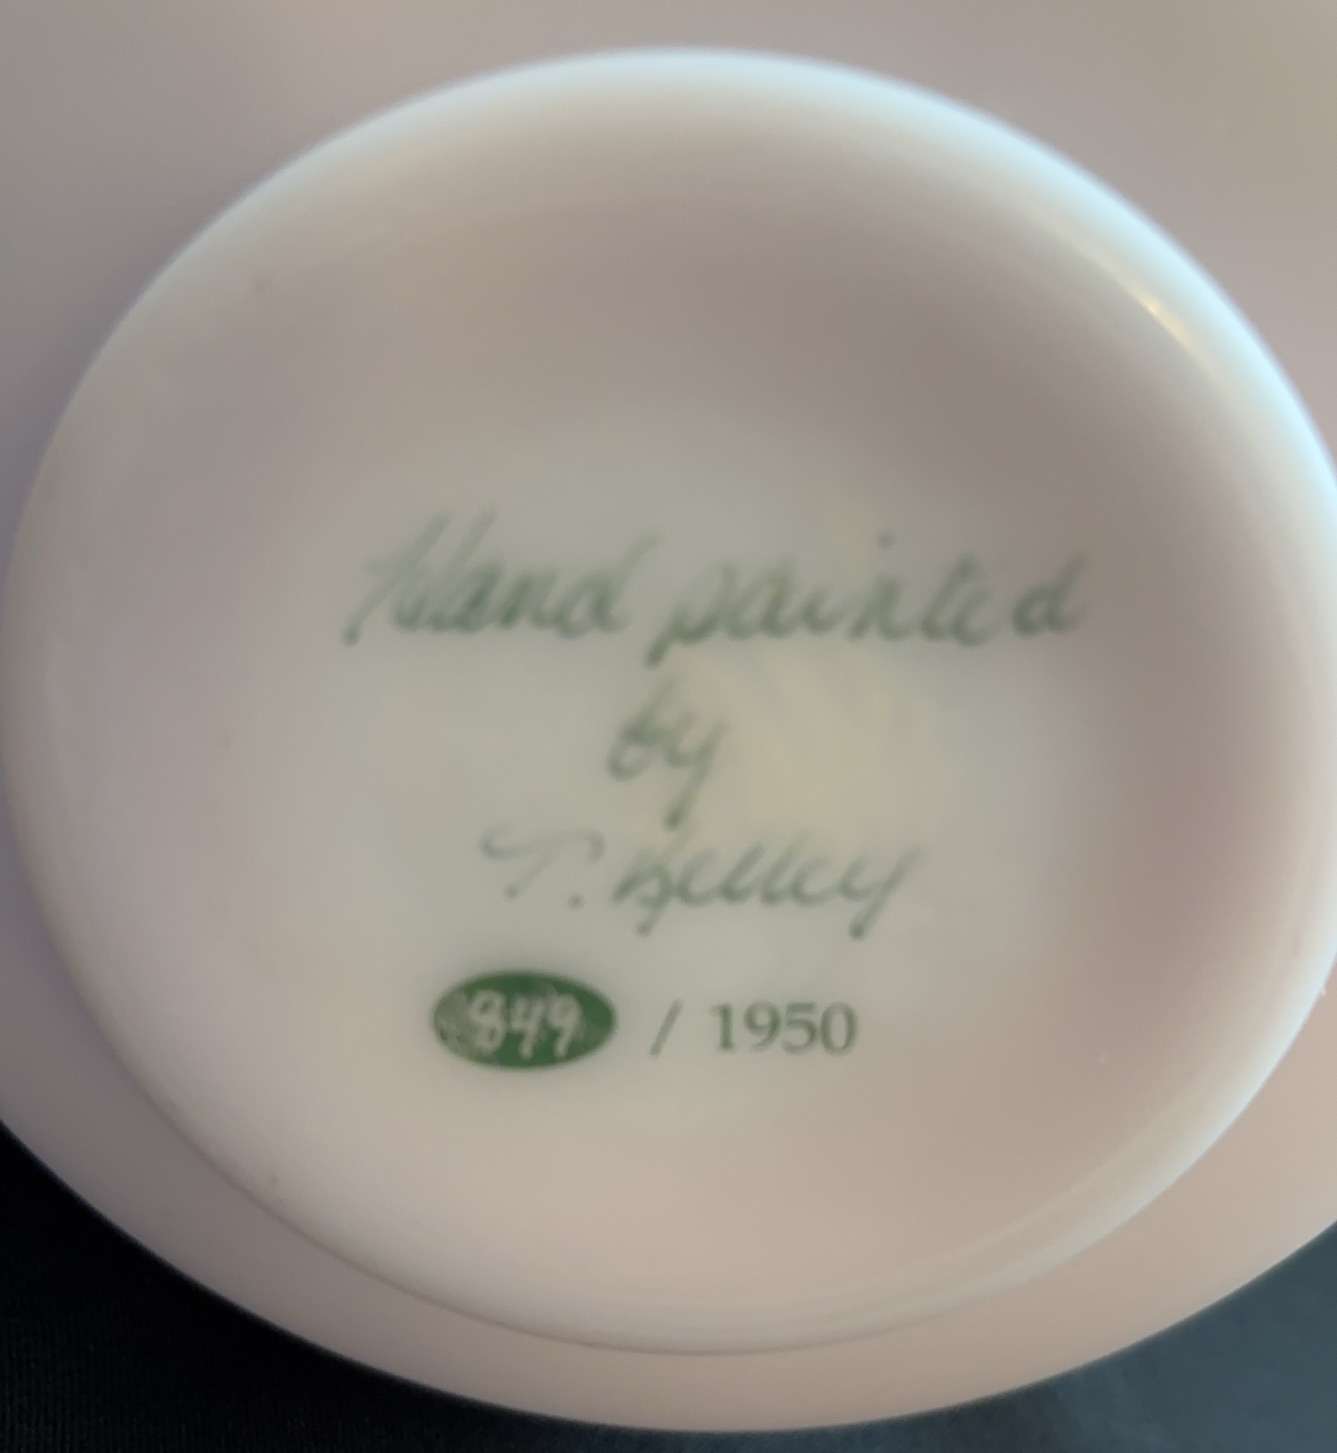 Hand painted
by
T. Kelley
849 / 1950